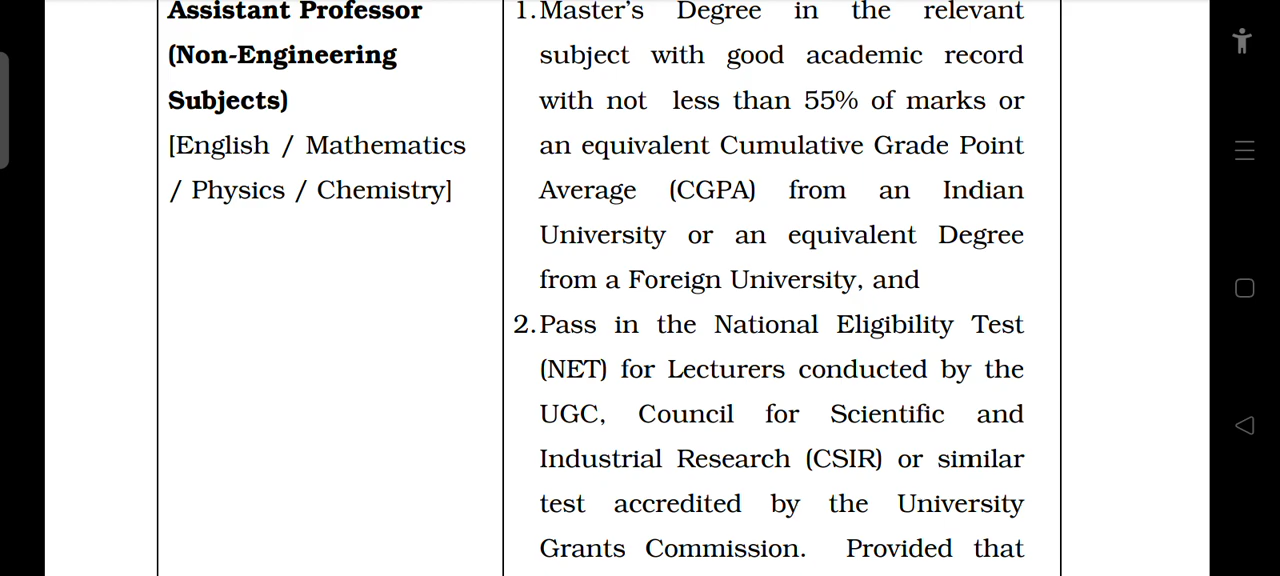 Assistant Professor
(Non-Engineering
Subjects)
[English / Mathematics
/ Physics / Chemistry]
1. Master's Degree in the relevant
subject with good academic record
with not less than 55% of marks or
an equivalent Cumulative Grade Point
Average (CGPA) from an Indian
University or an equivalent Degree
from a Foreign University, and
2. Pass in the National Eligibility Test
(NET) for Lecturers conducted by the
UGC, Council for Scientific and
Industrial Research (CSIR) or similar
test accredited by the University
Grants Commission. Provided that